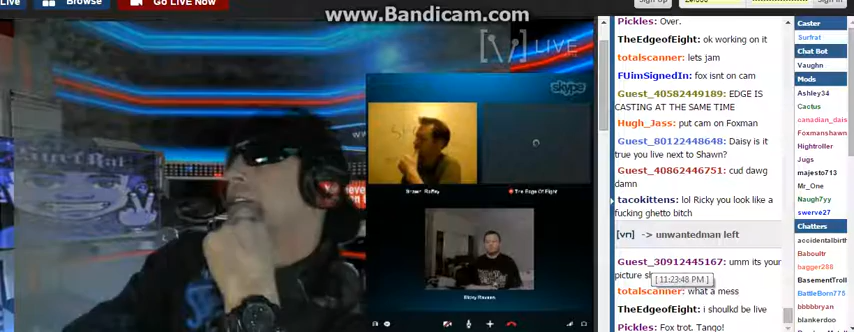 www.Bandicam.com
Live
Browse
Go Live Now
Sign Up
Sign In
LIVE
skype
The Edge Of Eight
Ricky Ravens
Pickles: Over.
TheEdgeofEight: ok working on it
totalscanner: lets jam
FUimSignedIn: fox isnt on cam
Guest_40582449189: EDGE IS
CASTING AT THE SAME TIME
Hugh_Jass: put cam on Foxman
Guest_80122448648: Daisy is it
true you live next to Shawn?
Guest_40862446751: cud dawg
damn
tacokittens: lol Ricky you look like a
fucking ghetto bitch
[vn] -> unwantedman left
Guest_30912445167: umm its your
picture
[ 11:23:48 PM ]
totalscanner: what a mess
TheEdgeofEight: i shoulkd be live
Pickles: Fox trot. Tango!
Caster
Surfrat
Chat Bot
Vaughn
Mods
Ashley34
Cactus
canadian_dais
Foxmanshawn
Hightroller
Jugs
majesto713
Mr_One
Naugh7yy
swerve27
Chatters
accidentalbirth
Baboultr
bagger288
BasementTroll
BattleBorn775
bbbbbryan
blankerdoo